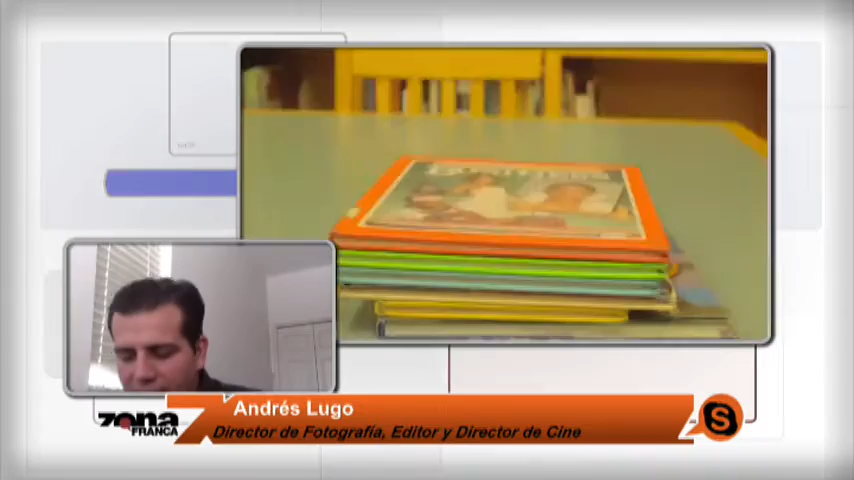 Andrés Lugo
zona
FRANCA
Director de Fotografía, Editor y Director de Cine
S